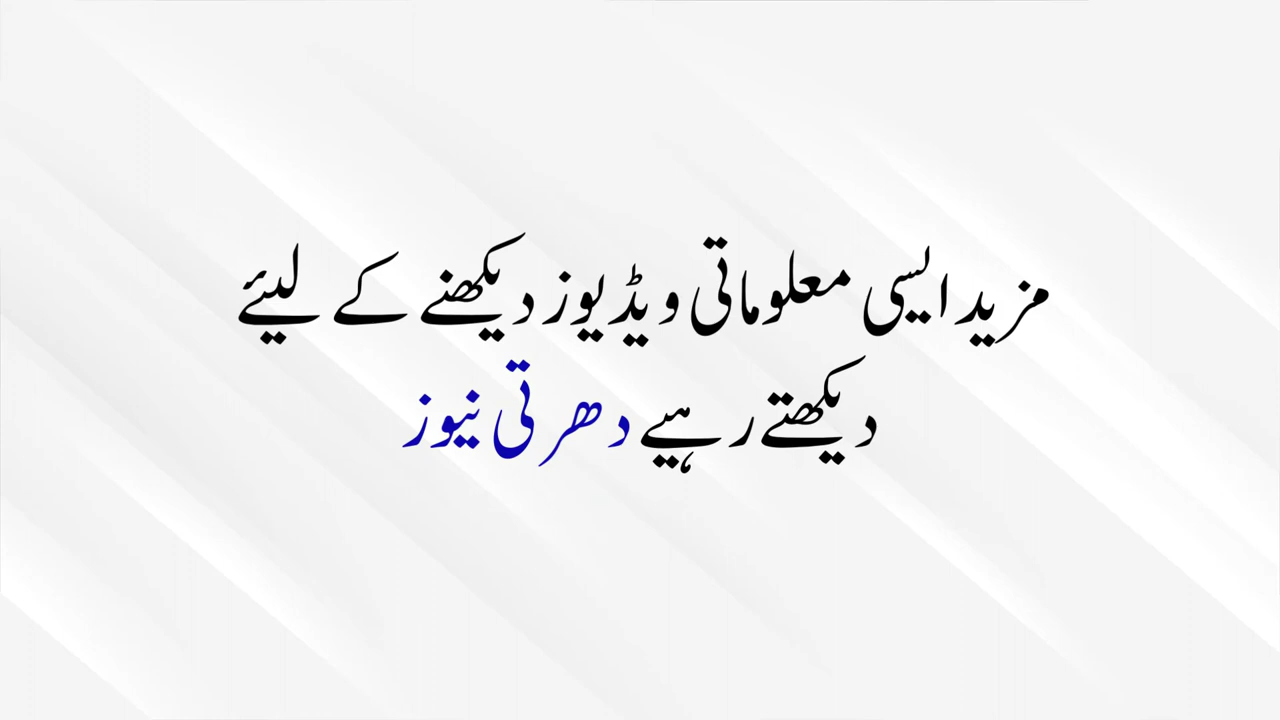 مزید ایسی معلوماتی ویڈیوز دیکھنے کے لیئے
دیکھتے رہیے دھرتی نیوز